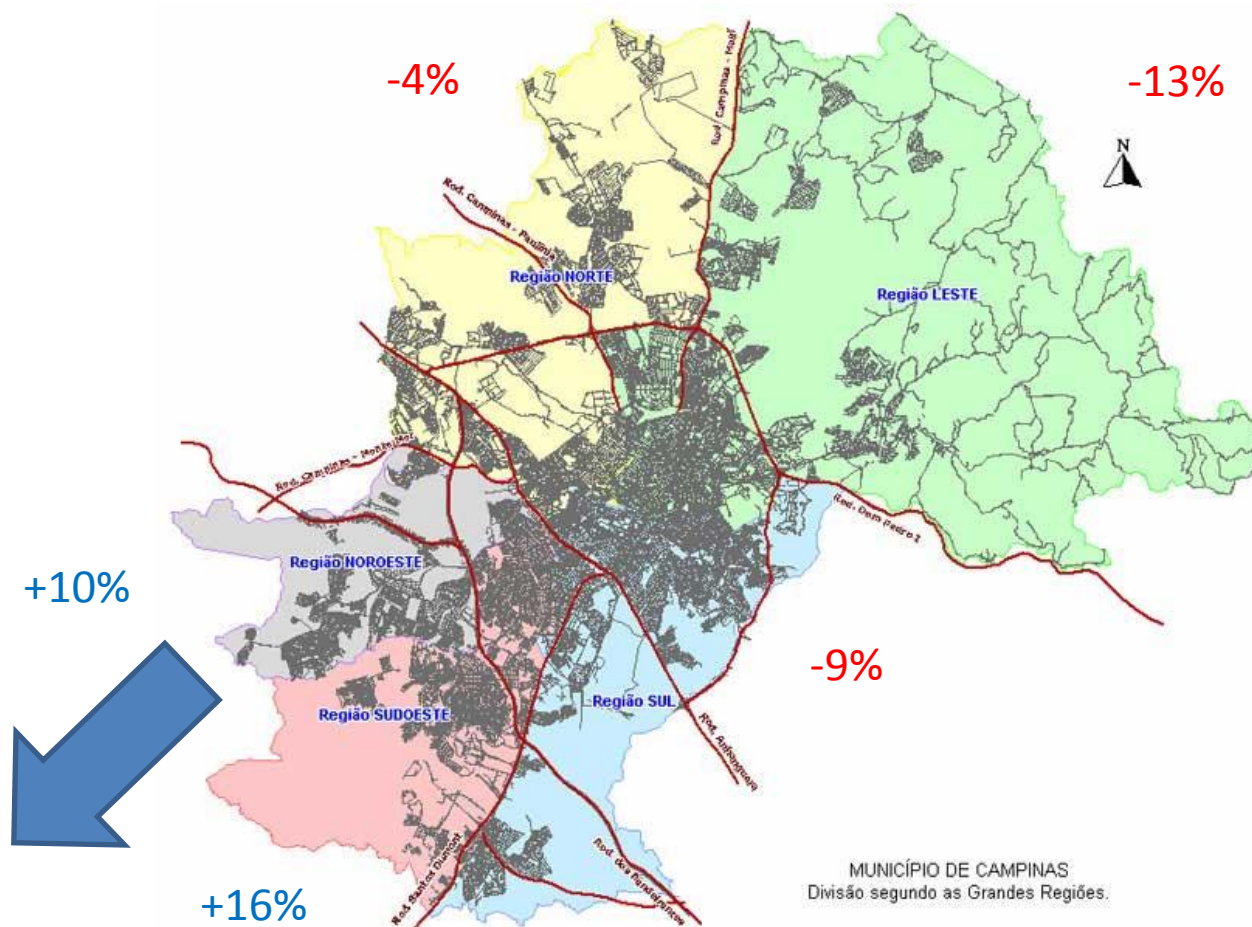 -4%
-13%
Rod. Campinas - Mogi
N
Rod. Campinas - Paulínia
Região NORTE
Região LESTE
Rod. Campinas - Monte Mor
Rod. Dom Pedro I
Região NOROESTE
+10%
-9%
Região SUL
Região SUDOESTE
Rod. Anhanguera
Rod. Santos Dumont
Rod. dos Bandeirantes
MUNICÍPIO DE CAMPINAS
Divisão segundo as Grandes Regiões.
+16%